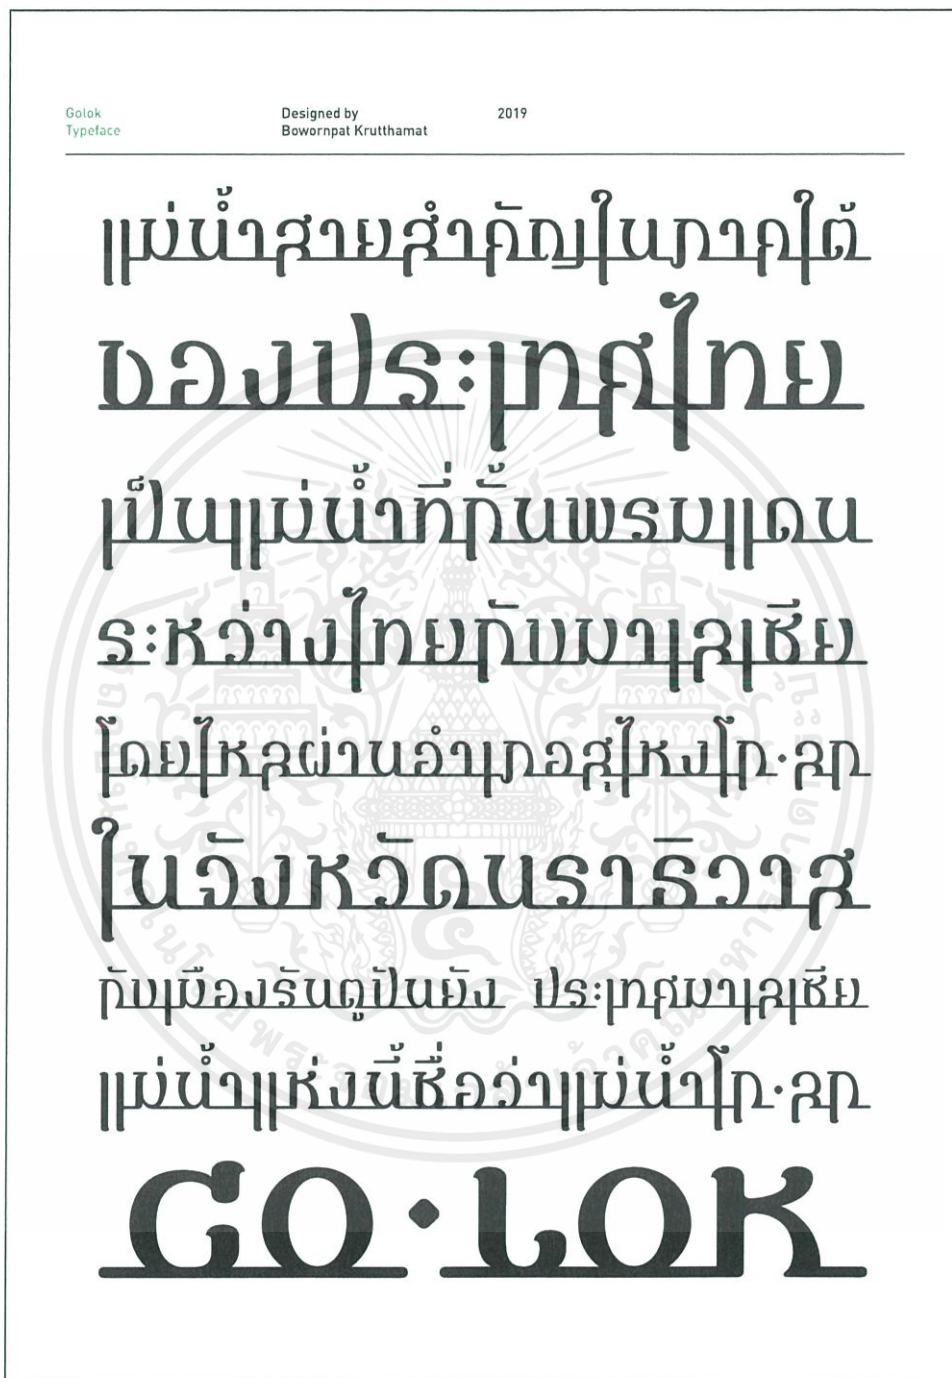 Golok
Typeface
Designed by
Bowornpat Krutthamat
2019
แม่น้ำสายสำคัญในภาคใต้
ของประเทศไทย
เป็นแม่น้ำที่กั้นพรมแดน
ระหว่างไทยกับมาเลเซีย
โดยไหลผ่านอำเภอสุไหงโก-ลก
ในจังหวัดนราธิวาส
กับเมืองรันตูปันยัง ประเทศมาเลเซีย
แม่น้ำแห่งนี้ชื่อว่าแม่น้ำโก-ลก
GO·LOK